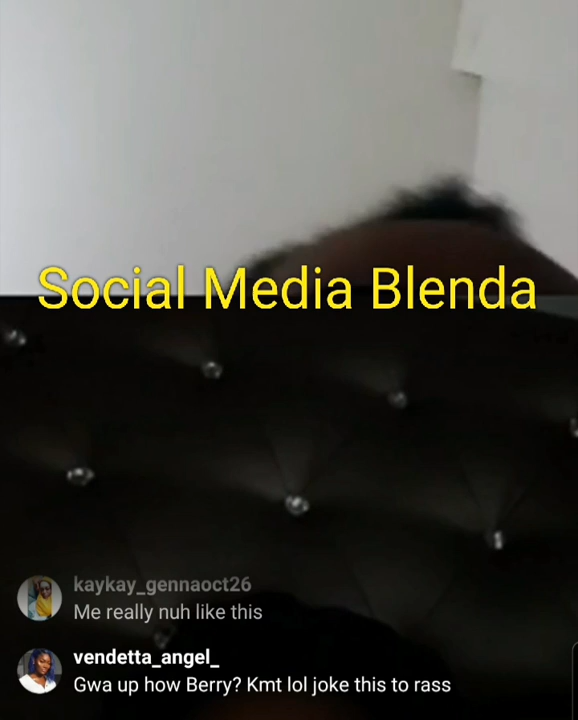 Social Media Blenda
kaykay_gennaoct26
Me really nuh like this
vendetta_angel_
Gwa up how Berry? Kmt lol joke this to rass